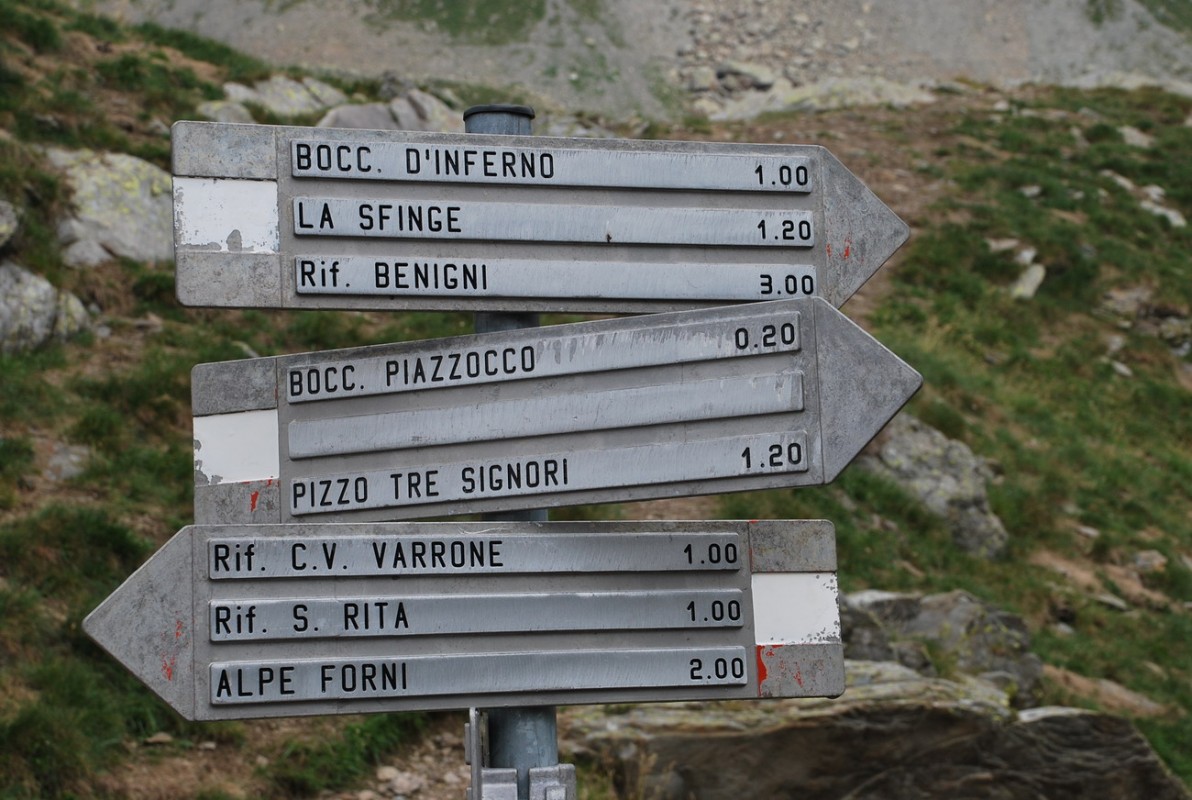 BOCC. D'INFERNO 1.00
LA SFINGE 1.20
Rif. BENIGNI 3.00
BOCC. PIAZZOCCO 0.20
PIZZO TRE SIGNORI 1.20
Rif. C.V. VARRONE 1.00
Rif. S. RITA 1.00
ALPE FORNI 2.00